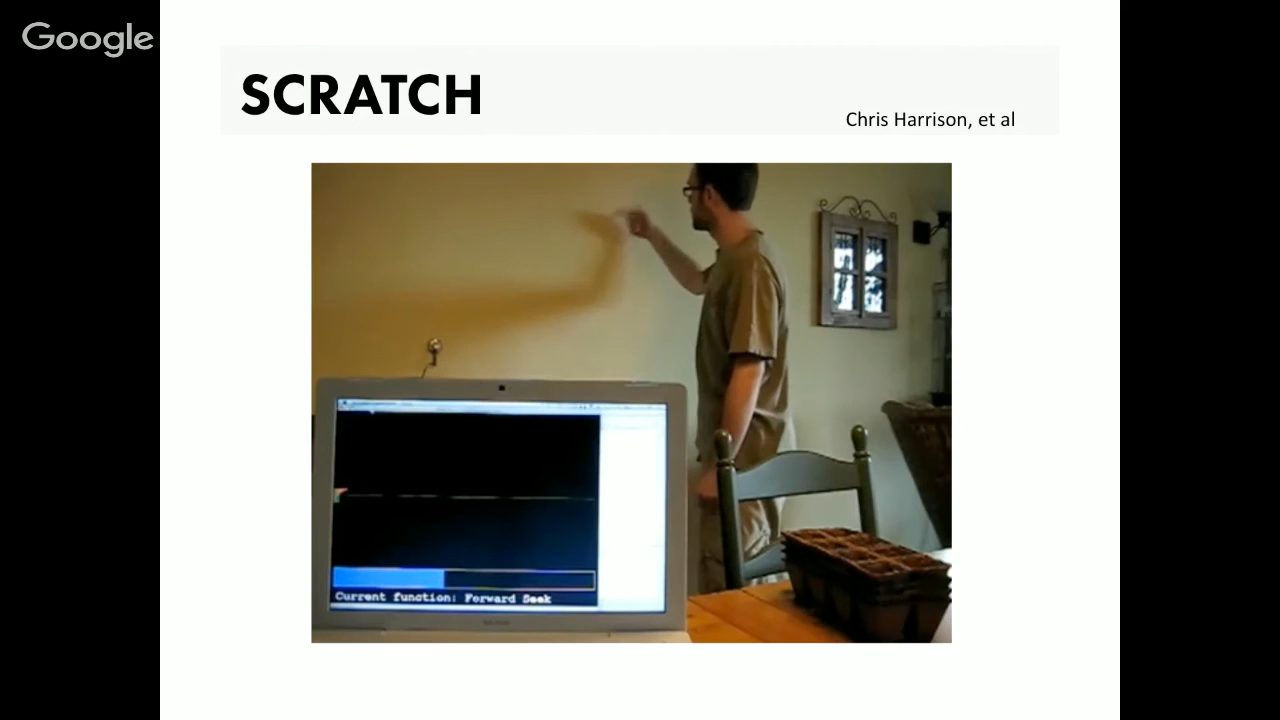 Google
SCRATCH
Chris Harrison, et al
Current function: Forward Seek